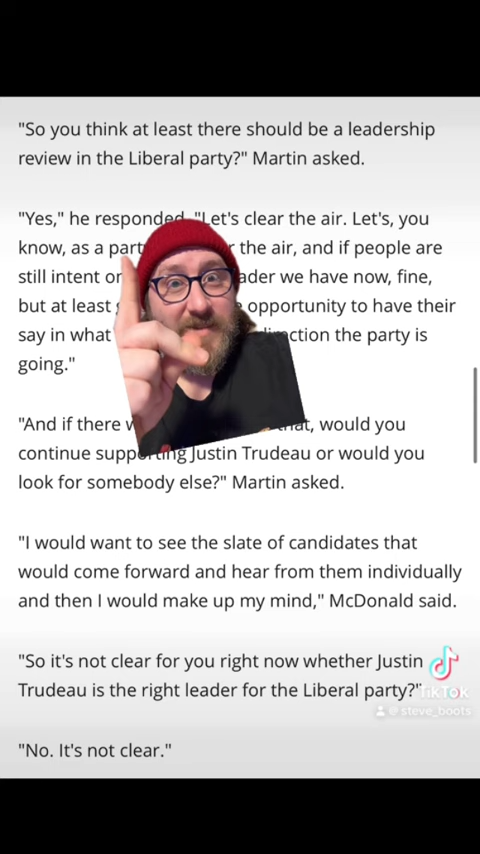 "So you think at least there should be a leadership
review in the Liberal party?" Martin asked.
"Yes," he responded. "Let's clear the air. Let's, you
know, as a the air, and if people are
still intent we have now, fine,
but at least opportunity to have their
say in what the party is
going."
"And if there that, would you
continue supporting Justin Trudeau or would you
look for somebody else?" Martin asked.
"I would want to see the slate of candidates that
would come forward and hear from them individually
and then I would make up my mind," McDonald said.
"So it's not clear for you right now whether Justin
Trudeau is the right leader for the Liberal party?"
TikTok
@steve_boots
"No. It's not clear."